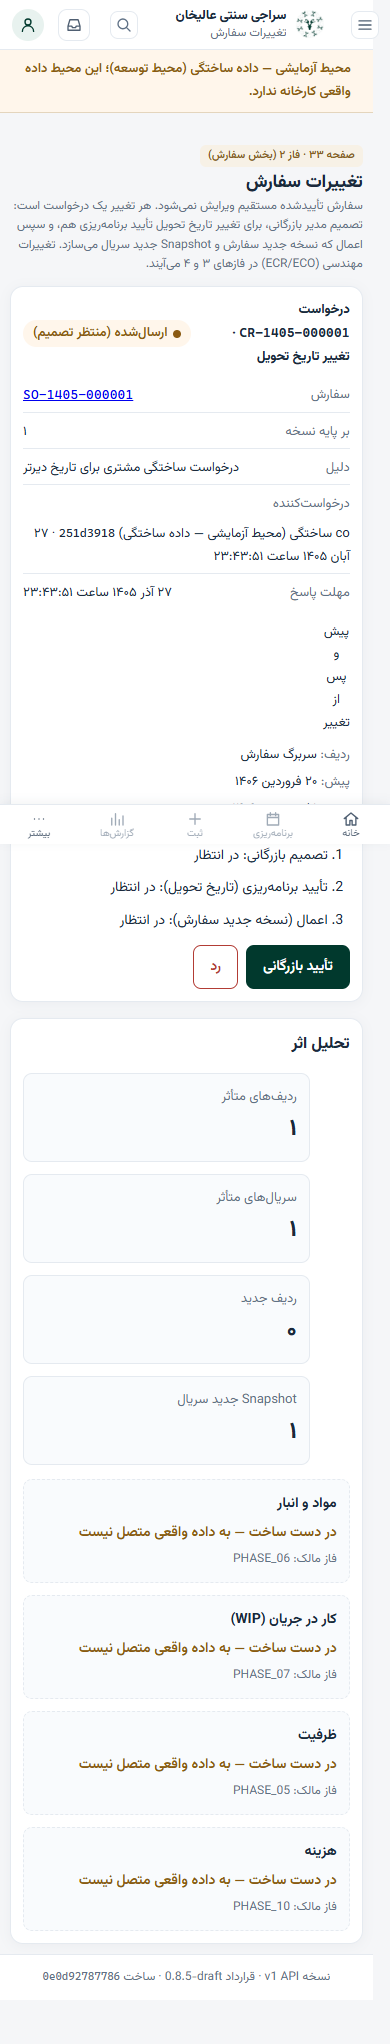 سراجی سنتی عالیخان
تغییرات سفارش
محیط آزمایشی — داده ساختگی (محیط توسعه)؛ این محیط داده
واقعی کارخانه ندارد.
صفحه ۳۳ · فاز ۲ (بخش سفارش)
تغییرات سفارش
سفارش تأییدشده مستقیم ویرایش نمی‌شود. هر تغییر یک درخواست است:
تصمیم مدیر بازرگانی، برای تغییر تاریخ تحویل تأیید برنامه‌ریزی هم، و سپس
اعمال که نسخه جدید سفارش و Snapshot جدید سریال می‌سازد. تغییرات
مهندسی (ECR/ECO) در فازهای ۳ و ۴ می‌آیند.
درخواست
CR-1405-000001 ·
تغییر تاریخ تحویل
ارسال‌شده (منتظر تصمیم)
سفارش
SO-1405-000001
بر پایه نسخه
۱
دلیل
درخواست ساختگی مشتری برای تاریخ دیرتر
درخواست‌کننده
co ساختگی (محیط آزمایشی — داده ساختگی) 251d3918 · ۲۷
آبان ۱۴۰۵ ساعت ۲۳:۴۳:۵۱
مهلت پاسخ
۲۷ آذر ۱۴۰۵ ساعت ۲۳:۴۳:۵۱
پیش
و
پس
از
تغییر
ردیف: سربرگ سفارش
پیش: ۲۰ فروردین ۱۴۰۶
خانه
برنامه‌ریزی
ثبت
گزارش‌ها
بیشتر
1. تصمیم بازرگانی: در انتظار
2. تأیید برنامه‌ریزی (تاریخ تحویل): در انتظار
3. اعمال (نسخه جدید سفارش): در انتظار
تأیید بازرگانی
رد
تحلیل اثر
ردیف‌های متأثر
۱
سریال‌های متأثر
۱
ردیف جدید
۰
Snapshot جدید سریال
۱
مواد و انبار
در دست ساخت — به داده واقعی متصل نیست
فاز مالک: PHASE_06
کار در جریان (WIP)
در دست ساخت — به داده واقعی متصل نیست
فاز مالک: PHASE_07
ظرفیت
در دست ساخت — به داده واقعی متصل نیست
فاز مالک: PHASE_05
هزینه
در دست ساخت — به داده واقعی متصل نیست
فاز مالک: PHASE_10
نسخه v1 API · قرارداد 0.8.5-draft · ساخت 0e0d92787786